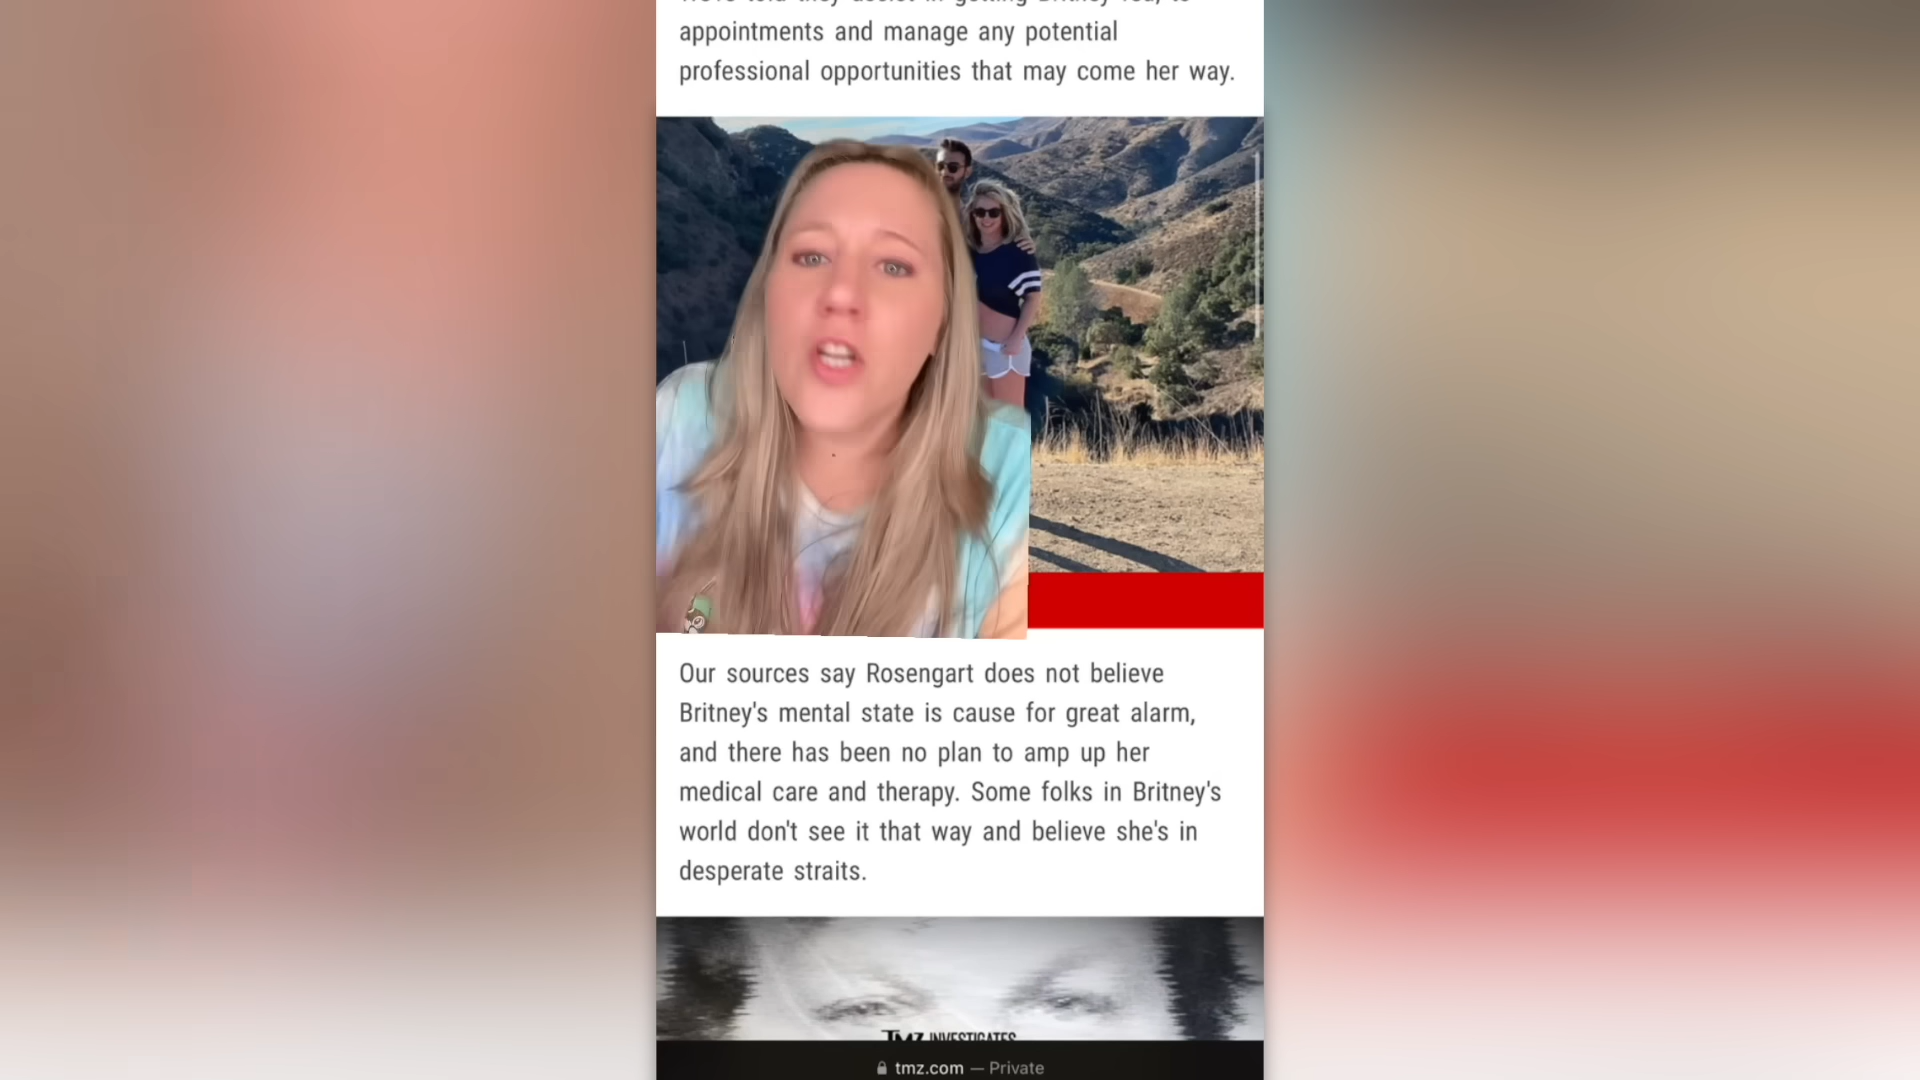 appointments and manage any potential
professional opportunities that may come her way.
Our sources say Rosengart does not believe
Britney's mental state is cause for great alarm,
and there has been no plan to amp up her
medical care and therapy. Some folks in Britney's
world don't see it that way and believe she's in
desperate straits.
TMZ INVESTIGATES
tmz.com — Private